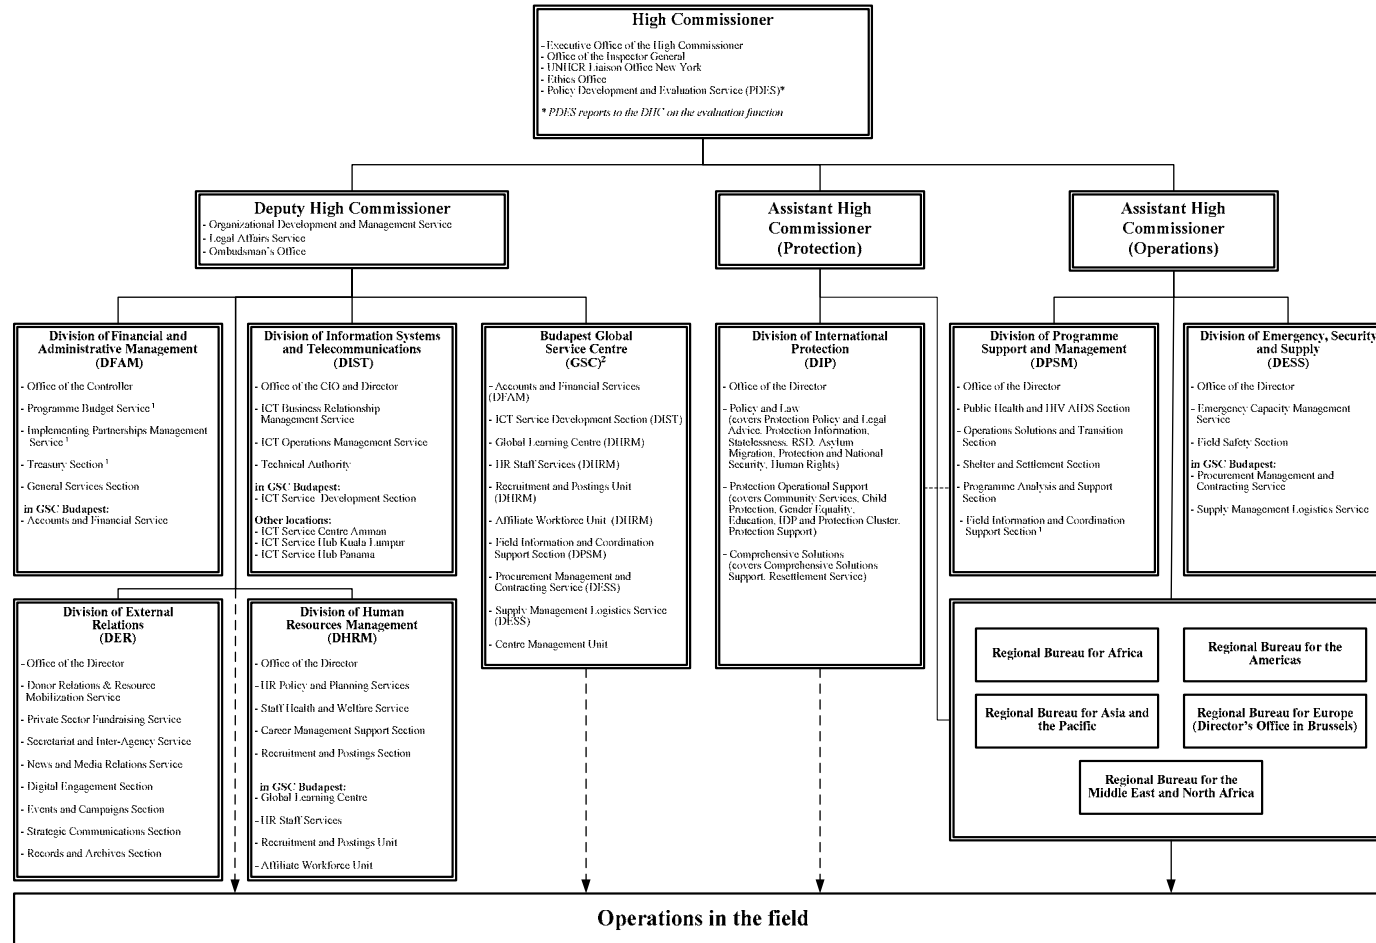 High Commissioner
- Executive Office of the High Commissioner
- Office of the Inspector General
- UNHCR Liaison Office New York
- Ethics Office
- Policy Development and Evaluation Service (PDES)*
* PDES reports to the DHC on the evaluation function
Deputy High Commissioner
- Organizational Development and Management Service
- Legal Affairs Service
- Ombudsman's Office
Assistant High
Commissioner
(Protection)
Assistant High
Commissioner
(Operations)
Division of Financial and
Administrative Management
(DFAM)
- Office of the Controller
- Programme Budget Service 1
- Implementing Partnerships Management
Service 1
- Treasury Section 1
- General Services Section
in GSC Budapest:
- Accounts and Financial Service
Division of Information Systems
and Telecommunications
(DIST)
- Office of the CIO and Director
- ICT Business Relationship
Management Service
- ICT Operations Management Service
- Technical Authority
in GSC Budapest:
- ICT Service Development Section
Other locations:
- ICT Service Centre Amman
- ICT Service Hub Kuala Lumpur
- ICT Service Hub Panama
Budapest Global
Service Centre
(GSC)2
- Accounts and Financial Services
(DFAM)
- ICT Service Development Section (DIST)
- Global Learning Centre (DHRM)
- HR Staff Services (DHRM)
- Recruitment and Postings Unit
(DHRM)
- Affiliate Workforce Unit (DHRM)
- Field Information and Coordination
Support Section (DPSM)
- Procurement Management and
Contracting Service (DESS)
- Supply Management Logistics Service
(DESS)
- Centre Management Unit
Division of International
Protection
(DIP)
- Office of the Director
- Policy and Law
(covers Protection Policy and Legal
Advice, Protection Information,
Statelessness, RSD, Asylum
Migration, Protection and National
Security, Human Rights)
- Protection Operational Support
(covers Community Services, Child
Protection, Gender Equality,
Education, IDP and Protection Cluster,
Protection Support)
- Comprehensive Solutions
(covers Comprehensive Solutions
Support, Resettlement Service)
Division of Programme
Support and Management
(DPSM)
- Office of the Director
- Public Health and HIV AIDS Section
- Operations Solutions and Transition
Section
- Shelter and Settlement Section
- Programme Analysis and Support
Section
- Field Information and Coordination
Support Section 1
Division of Emergency, Security
and Supply
(DESS)
- Office of the Director
- Emergency Capacity Management
Service
- Field Safety Section
in GSC Budapest:
- Procurement Management and
Contracting Service
- Supply Management Logistics Service
Division of External
Relations
(DER)
- Office of the Director
- Donor Relations & Resource
Mobilization Service
- Private Sector Fundraising Service
- Secretariat and Inter-Agency Service
- News and Media Relations Service
- Digital Engagement Section
- Events and Campaigns Section
- Strategic Communications Section
- Records and Archives Section
Division of Human
Resources Management
(DHRM)
- Office of the Director
- HR Policy and Planning Services
- Staff Health and Welfare Service
- Career Management Support Section
- Recruitment and Postings Section
in GSC Budapest:
- Global Learning Centre
- HR Staff Services
- Recruitment and Postings Unit
- Affiliate Workforce Unit
Regional Bureau for Africa
Regional Bureau for the
Americas
Regional Bureau for Asia and
the Pacific
Regional Bureau for Europe
(Director's Office in Brussels)
Regional Bureau for the
Middle East and North Africa
Operations in the field